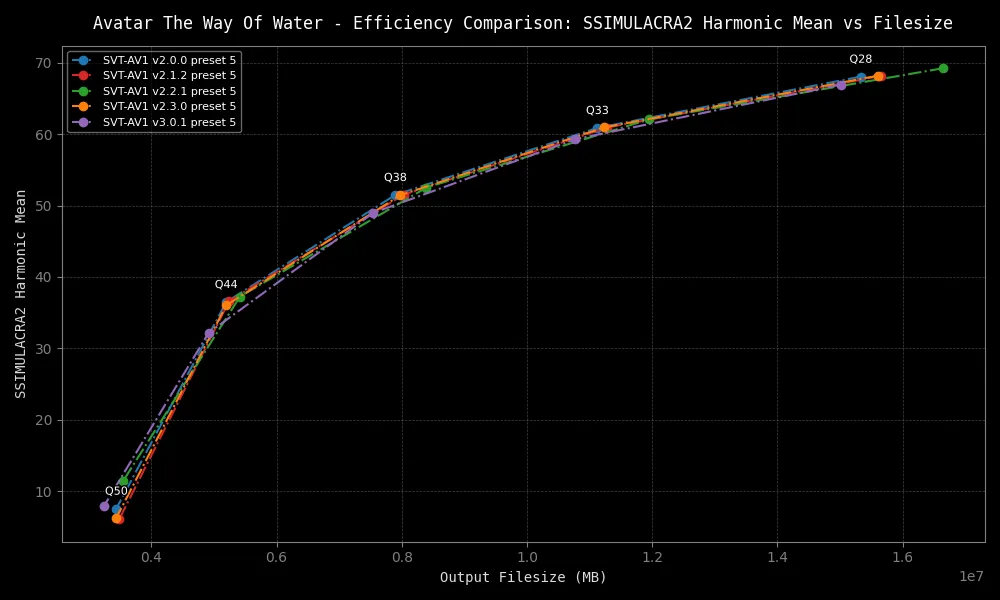 Avatar The Way Of Water - Efficiency Comparison: SSIMULACRA2 Harmonic Mean vs Filesize
SVT-AV1 v2.0.0 preset 5
SVT-AV1 v2.1.2 preset 5
SVT-AV1 v2.2.1 preset 5
SVT-AV1 v2.3.0 preset 5
SVT-AV1 v3.0.1 preset 5
Q28
Q33
Q38
Q44
Q50
70
60
50
40
30
20
10
SSIMULACRA2 Harmonic Mean
0.4 0.6 0.8 1.0 1.2 1.4 1.6
1e7
Output Filesize (MB)